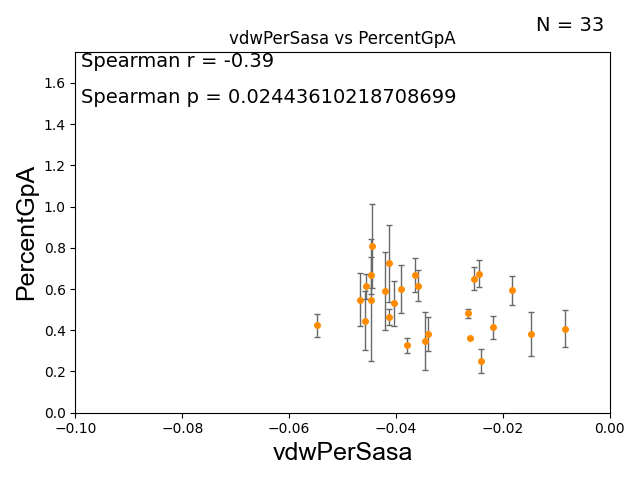 N = 33
vdwPerSasa vs PercentGpA
Spearman r = -0.39
Spearman p = 0.02443610218708699
PercentGpA
1.6
1.4
1.2
1.0
0.8
0.6
0.4
0.2
0.0
−0.10 −0.08 −0.06 −0.04 −0.02 0.00
vdwPerSasa